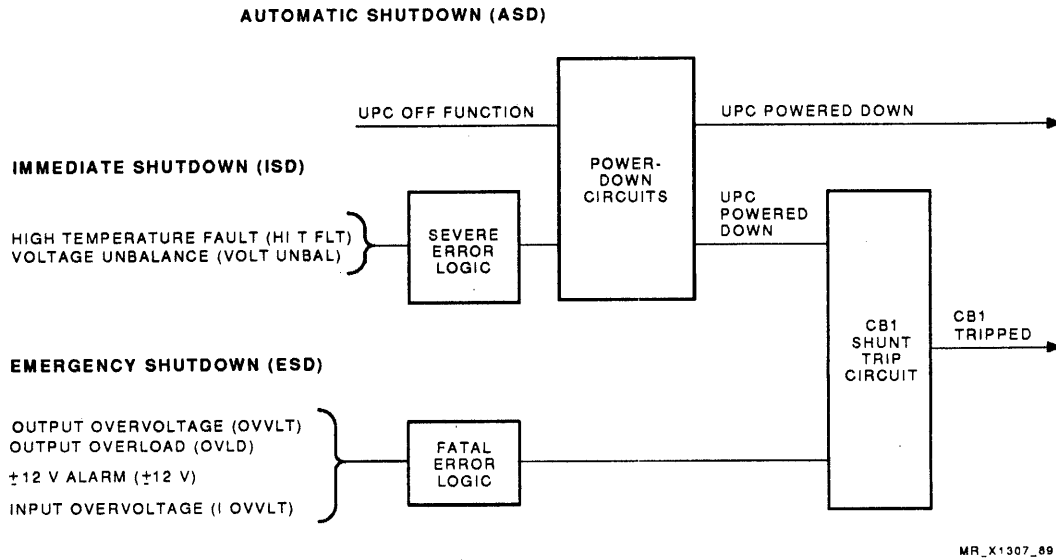 AUTOMATIC SHUTDOWN (ASD)
UPC OFF FUNCTION
POWER-
DOWN
CIRCUITS
UPC POWERED DOWN
IMMEDIATE SHUTDOWN (ISD)
HIGH TEMPERATURE FAULT (HI T FLT)
VOLTAGE UNBALANCE (VOLT UNBAL)
SEVERE
ERROR
LOGIC
UPC
POWERED
DOWN
CB1
SHUNT
TRIP
CIRCUIT
CB1
TRIPPED
EMERGENCY SHUTDOWN (ESD)
OUTPUT OVERVOLTAGE (OVVLT)
OUTPUT OVERLOAD (OVLD)
±12 V ALARM (±12 V)
INPUT OVERVOLTAGE (I OVVLT)
FATAL
ERROR
LOGIC
MR_X1307_89